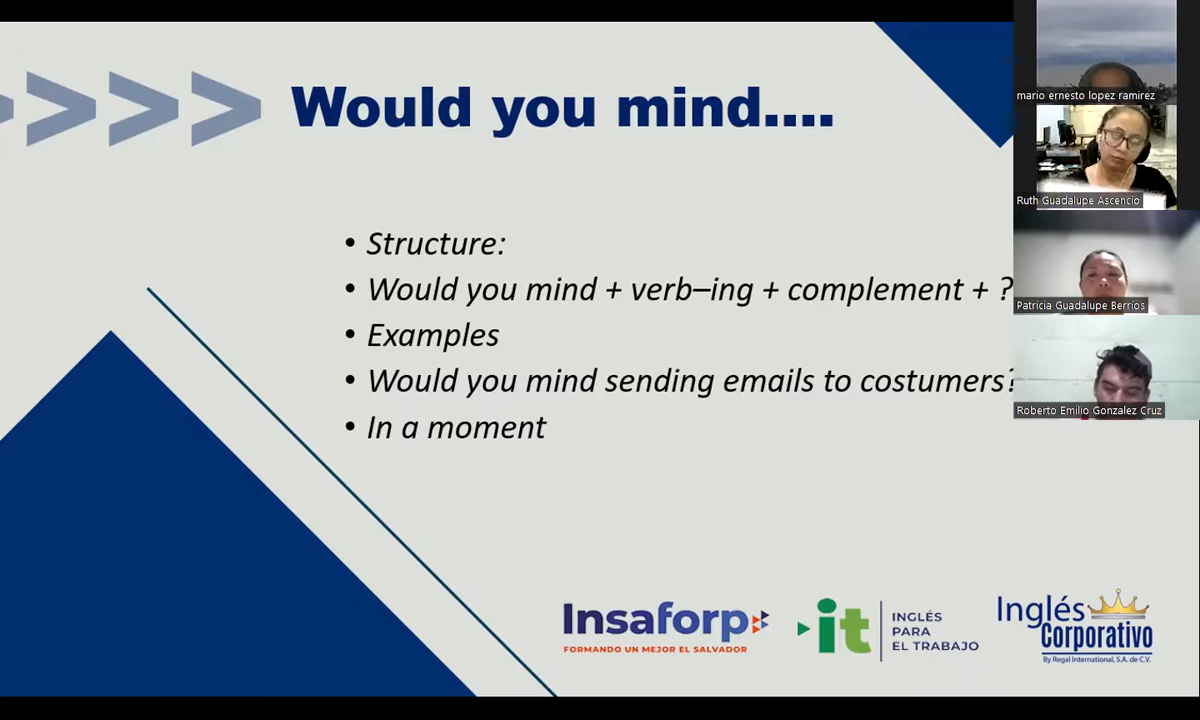 Would you mind....
• Structure:
• Would you mind + verb–ing + complement + ?
• Examples
• Would you mind sending emails to costumers?
• In a moment
mario ernesto lopez ramirez
Ruth Guadalupe Ascencio
Patricia Guadalupe Berríos
Roberto Emilio Gonzalez Cruz
Insaforp
FORMANDO UN MEJOR EL SALVADOR
it
INGLÉS
PARA
EL TRABAJO
Inglés
Corporativo
By Regal International, S.A. de C.V.